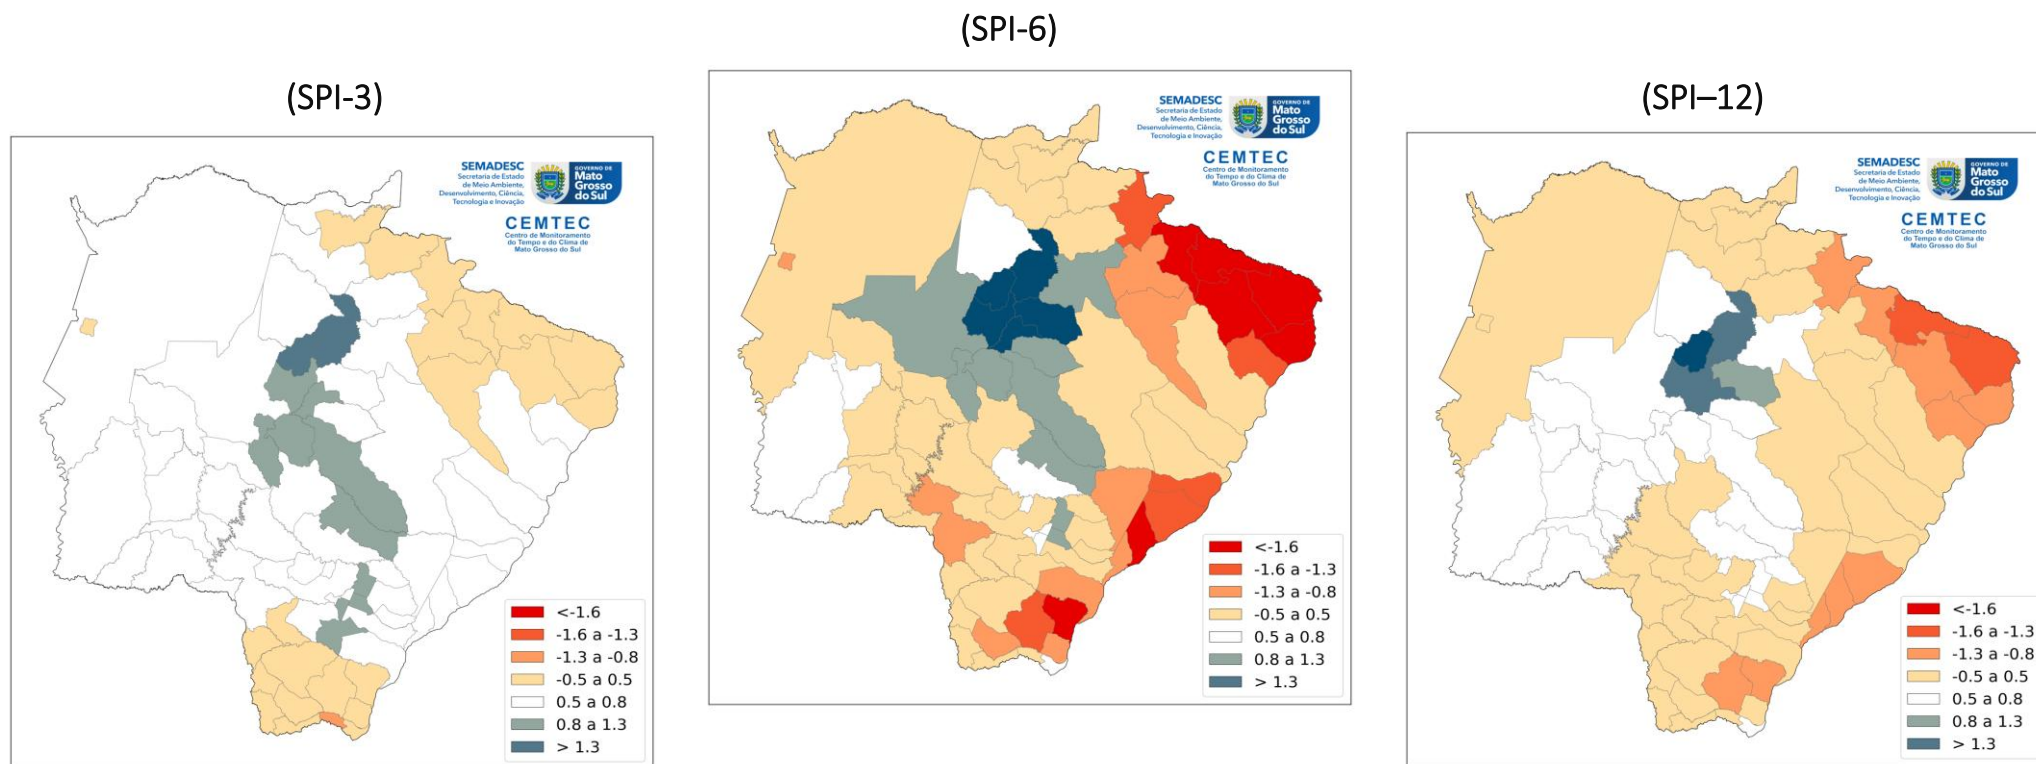 (SPI-3)
SEMADESC
Secretaria de Estado
de Meio Ambiente,
Desenvolvimento, Ciência,
Tecnologia e Inovação
GOVERNO DE
Mato
Grosso
do Sul
CEMTEC
Centro de Monitoramento
do Tempo e do Clima de
Mato Grosso do Sul
<-1.6
-1.6 a -1.3
-1.3 a -0.8
-0.5 a 0.5
0.5 a 0.8
0.8 a 1.3
> 1.3
(SPI-6)
SEMADESC
Secretaria de Estado
de Meio Ambiente,
Desenvolvimento, Ciência,
Tecnologia e Inovação
GOVERNO DE
Mato
Grosso
do Sul
CEMTEC
Centro de Monitoramento
do Tempo e do Clima de
Mato Grosso do Sul
<-1.6
-1.6 a -1.3
-1.3 a -0.8
-0.5 a 0.5
0.5 a 0.8
0.8 a 1.3
> 1.3
(SPI–12)
SEMADESC
Secretaria de Estado
de Meio Ambiente,
Desenvolvimento, Ciência,
Tecnologia e Inovação
GOVERNO DE
Mato
Grosso
do Sul
CEMTEC
Centro de Monitoramento
do Tempo e do Clima de
Mato Grosso do Sul
<-1.6
-1.6 a -1.3
-1.3 a -0.8
-0.5 a 0.5
0.5 a 0.8
0.8 a 1.3
> 1.3